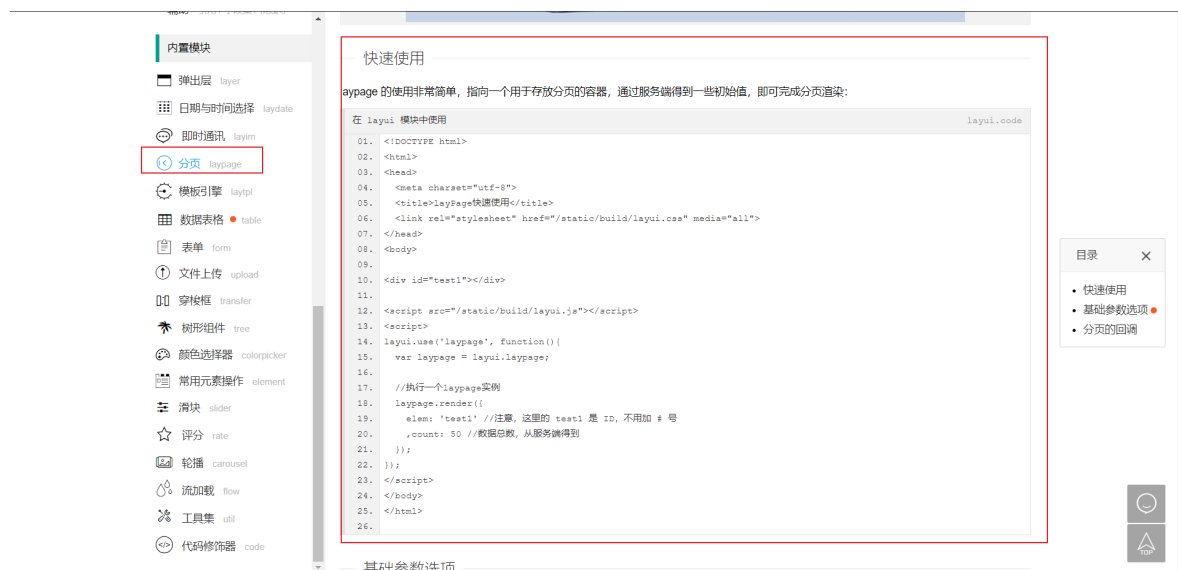 内置模块
弹出层 layer
日期与时间选择 laydate
即时通讯 layim
分页 laypage
模板引擎 laytpl
数据表格 table
表单 form
文件上传 upload
穿梭框 transfer
树形组件 tree
颜色选择器 colorpicker
常用元素操作 element
滑块 slider
评分 rate
轮播 carousel
流加载 flow
工具集 util
代码修饰器 code
快速使用
aypage 的使用非常简单，指向一个用于存放分页的容器，通过服务端得到一些初始值，即可完成分页渲染：
在 layui 模块中使用 layui.code
01. <!DOCTYPE html>
02. <html>
03. <head>
04. <meta charset="utf-8">
05. <title>layPage快速使用</title>
06. <link rel="stylesheet" href="/static/build/layui.css" media="all">
07. </head>
08. <body>
09.
10. <div id="test1"></div>
11.
12. <script src="/static/build/layui.js"></script>
13. <script>
14. layui.use('laypage', function(){
15. var laypage = layui.laypage;
16.
17. //执行一个laypage实例
18. laypage.render({
19. elem: 'test1' //注意，这里的 test1 是 ID，不用加 # 号
20. ,count: 50 //数据总数，从服务端得到
21. });
22. });
23. </script>
24. </body>
25. </html>
26.
基础参数选项
目录
快速使用
基础参数选项
分页的回调
TOP